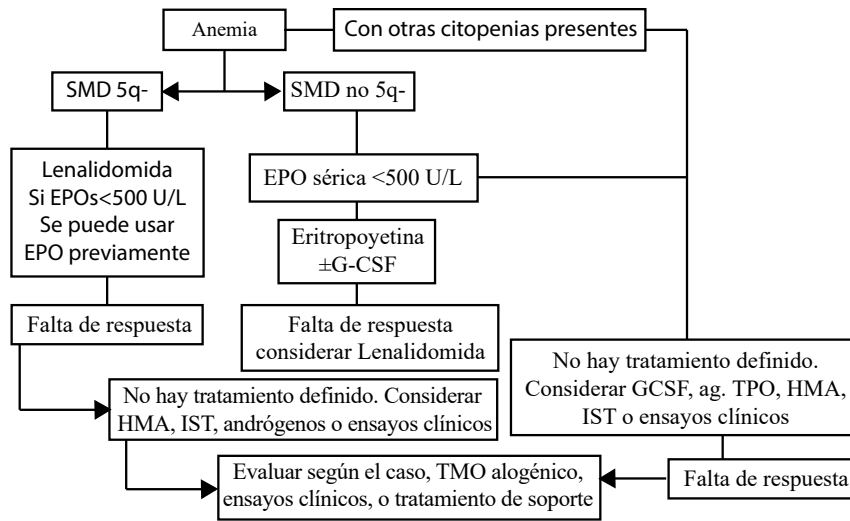 Anemia
Con otras citopenias presentes
SMD 5q-
SMD no 5q-
Lenalidomida
Si EPOs<500 U/L
Se puede usar
EPO previamente
EPO sérica <500 U/L
Eritropoyetina
±G-CSF
Falta de respuesta
Falta de respuesta
considerar Lenalidomida
No hay tratamiento definido.
Considerar GCSF, ag. TPO, HMA,
IST o ensayos clínicos
No hay tratamiento definido. Considerar
HMA, IST, andrógenos o ensayos clínicos
Evaluar según el caso, TMO alogénico,
ensayos clínicos, o tratamiento de soporte
Falta de respuesta